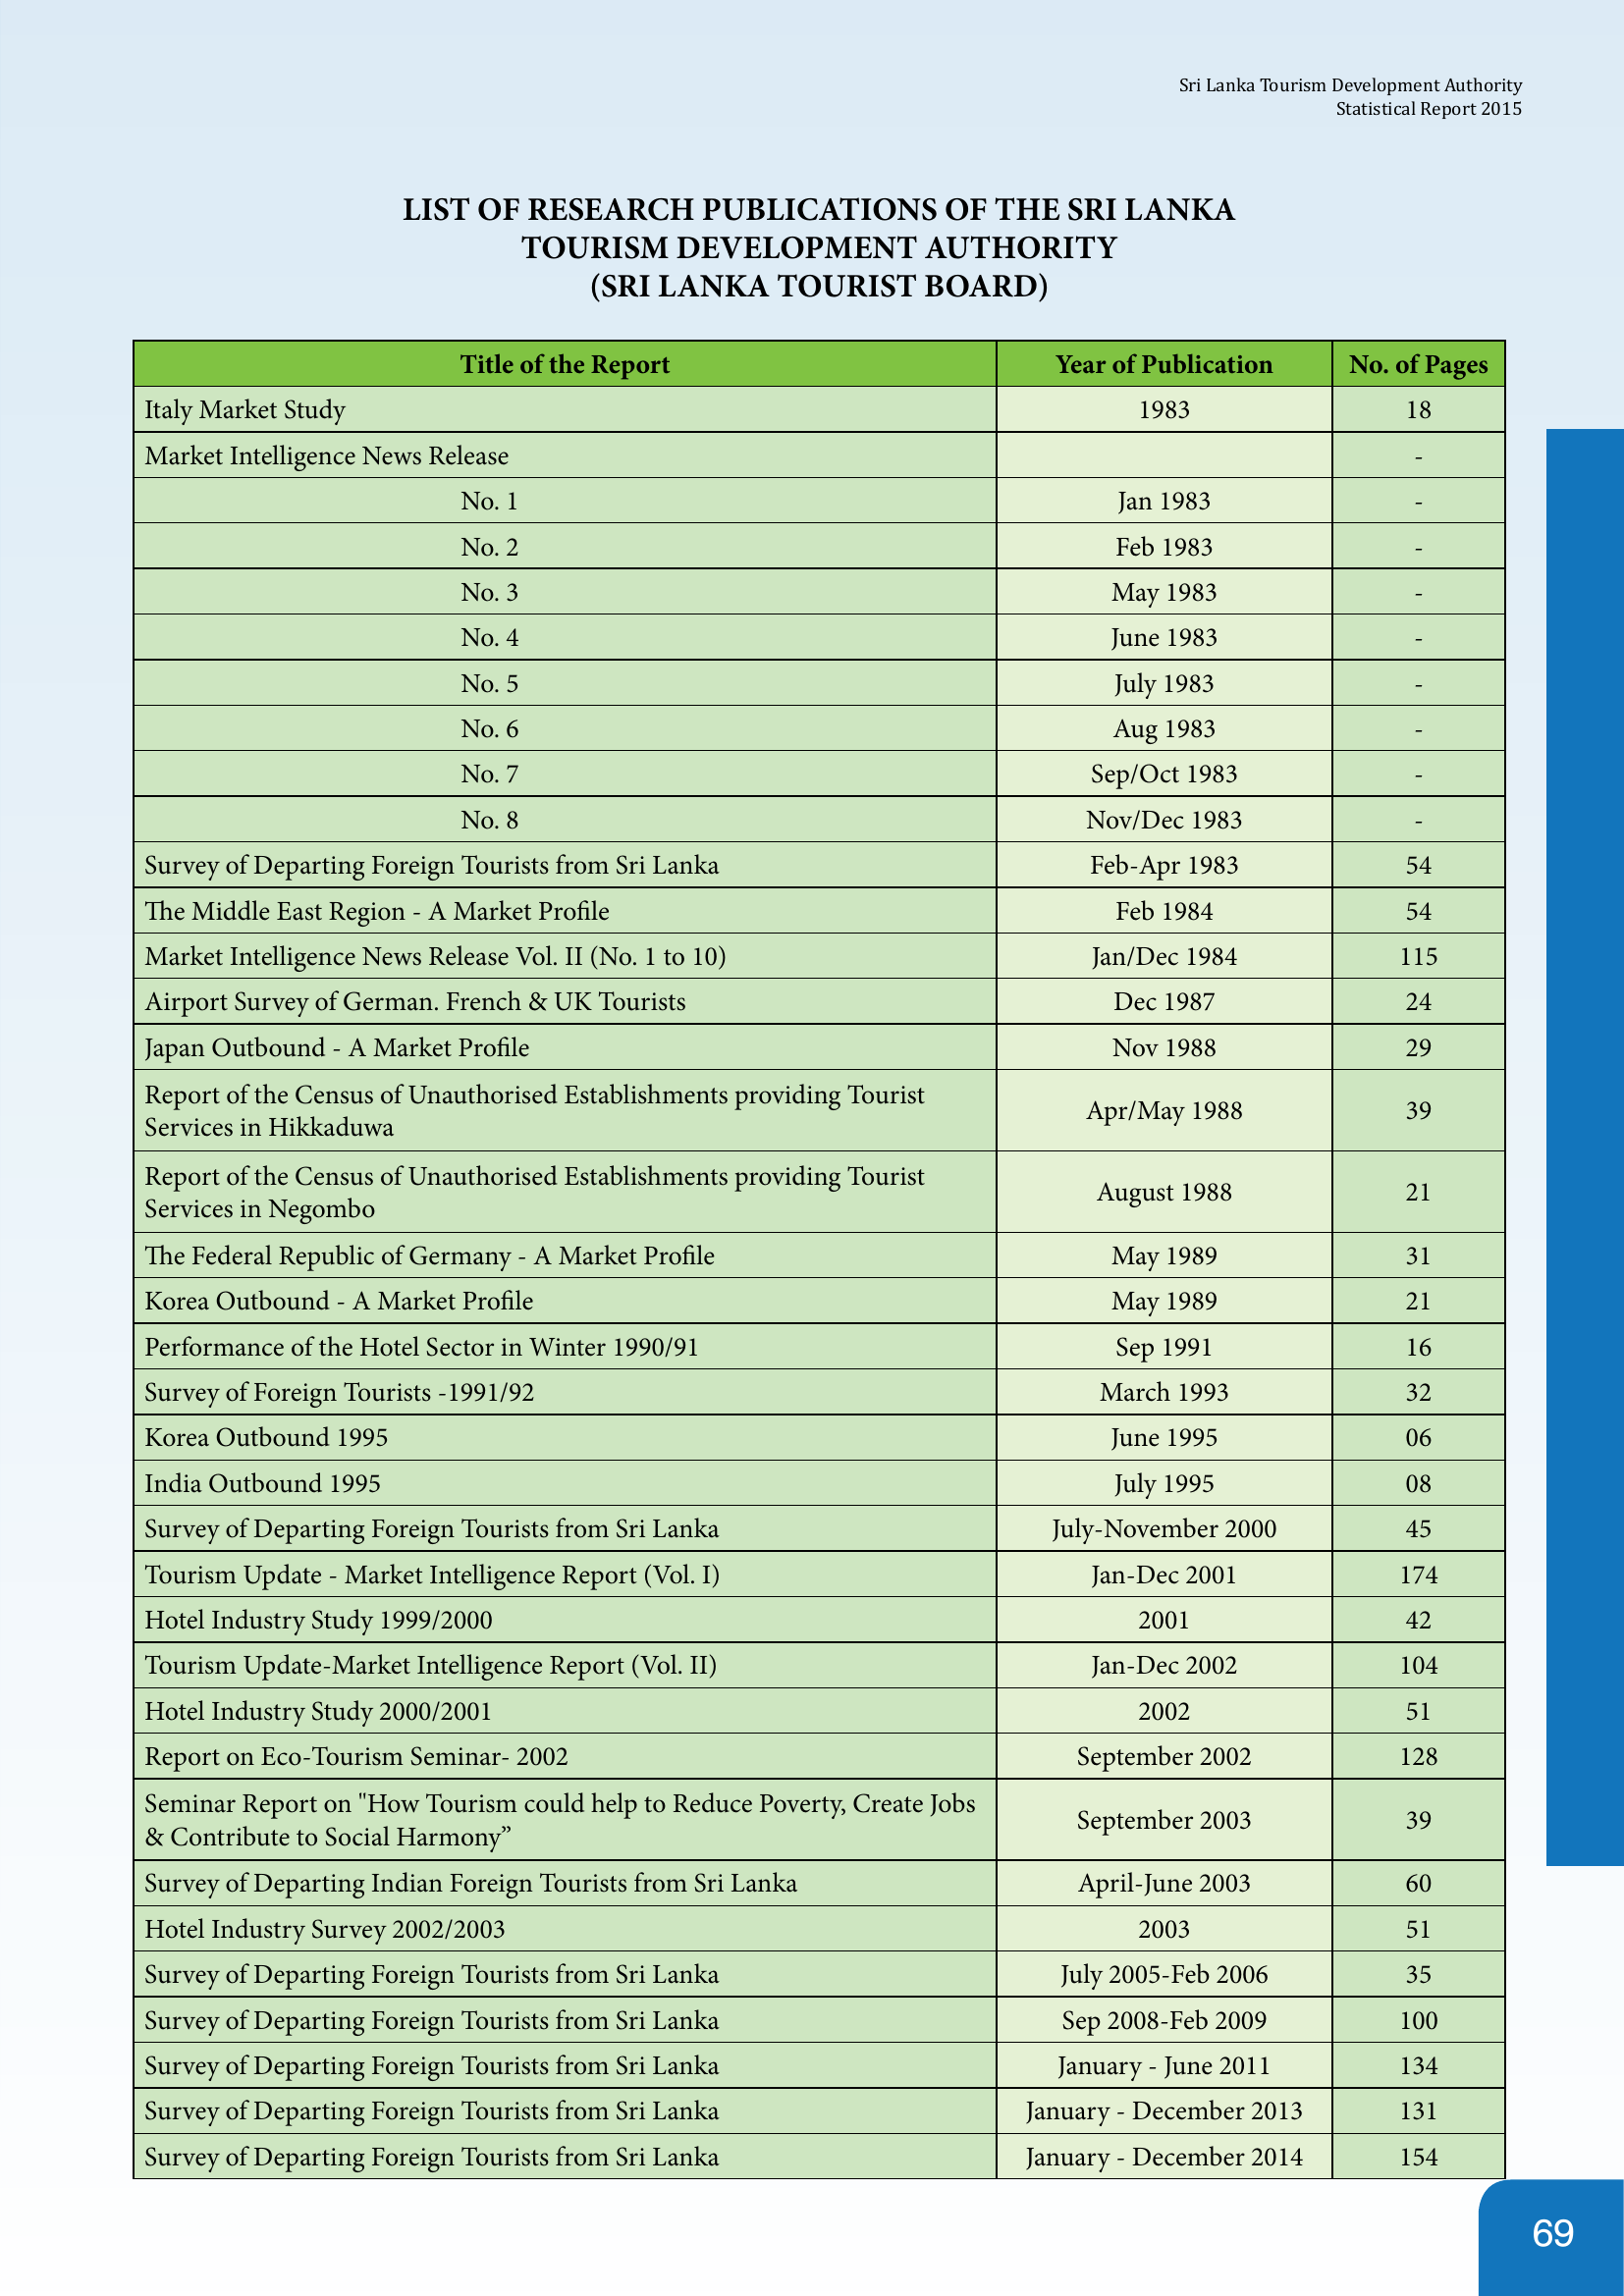 Sri Lanka Tourism Development Authority
Statistical Report 2015
LIST OF RESEARCH PUBLICATIONS OF THE SRI LANKA
TOURISM DEVELOPMENT AUTHORITY
(SRI LANKA TOURIST BOARD)
Title of the Report Year of Publication No. of Pages
Italy Market Study 1983 18
Market Intelligence News Release -
No. 1 Jan 1983 -
No. 2 Feb 1983 -
No. 3 May 1983 -
No. 4 June 1983 -
No. 5 July 1983 -
No. 6 Aug 1983 -
No. 7 Sep/Oct 1983 -
No. 8 Nov/Dec 1983 -
Survey of Departing Foreign Tourists from Sri Lanka Feb-Apr 1983 54
The Middle East Region - A Market Profile Feb 1984 54
Market Intelligence News Release Vol. II (No. 1 to 10) Jan/Dec 1984 115
Airport Survey of German. French & UK Tourists Dec 1987 24
Japan Outbound - A Market Profile Nov 1988 29
Report of the Census of Unauthorised Establishments providing Tourist
Services in Hikkaduwa Apr/May 1988 39
Report of the Census of Unauthorised Establishments providing Tourist
Services in Negombo August 1988 21
The Federal Republic of Germany - A Market Profile May 1989 31
Korea Outbound - A Market Profile May 1989 21
Performance of the Hotel Sector in Winter 1990/91 Sep 1991 16
Survey of Foreign Tourists -1991/92 March 1993 32
Korea Outbound 1995 June 1995 06
India Outbound 1995 July 1995 08
Survey of Departing Foreign Tourists from Sri Lanka July-November 2000 45
Tourism Update - Market Intelligence Report (Vol. I) Jan-Dec 2001 174
Hotel Industry Study 1999/2000 2001 42
Tourism Update-Market Intelligence Report (Vol. II) Jan-Dec 2002 104
Hotel Industry Study 2000/2001 2002 51
Report on Eco-Tourism Seminar- 2002 September 2002 128
Seminar Report on "How Tourism could help to Reduce Poverty, Create Jobs
& Contribute to Social Harmony” September 2003 39
Survey of Departing Indian Foreign Tourists from Sri Lanka April-June 2003 60
Hotel Industry Survey 2002/2003 2003 51
Survey of Departing Foreign Tourists from Sri Lanka July 2005-Feb 2006 35
Survey of Departing Foreign Tourists from Sri Lanka Sep 2008-Feb 2009 100
Survey of Departing Foreign Tourists from Sri Lanka January - June 2011 134
Survey of Departing Foreign Tourists from Sri Lanka January - December 2013 131
Survey of Departing Foreign Tourists from Sri Lanka January - December 2014 154
69